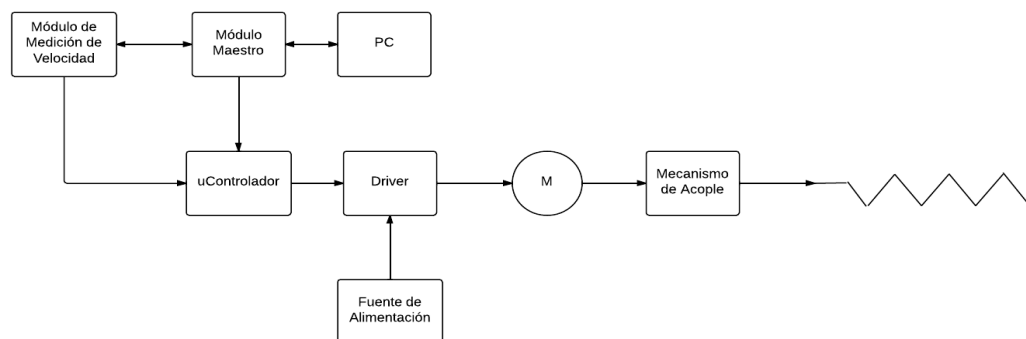 Módulo de
Medición de
Velocidad
Módulo
Maestro
PC
uControlador
Driver
M
Mecanismo
de Acople
Fuente de
Alimentación